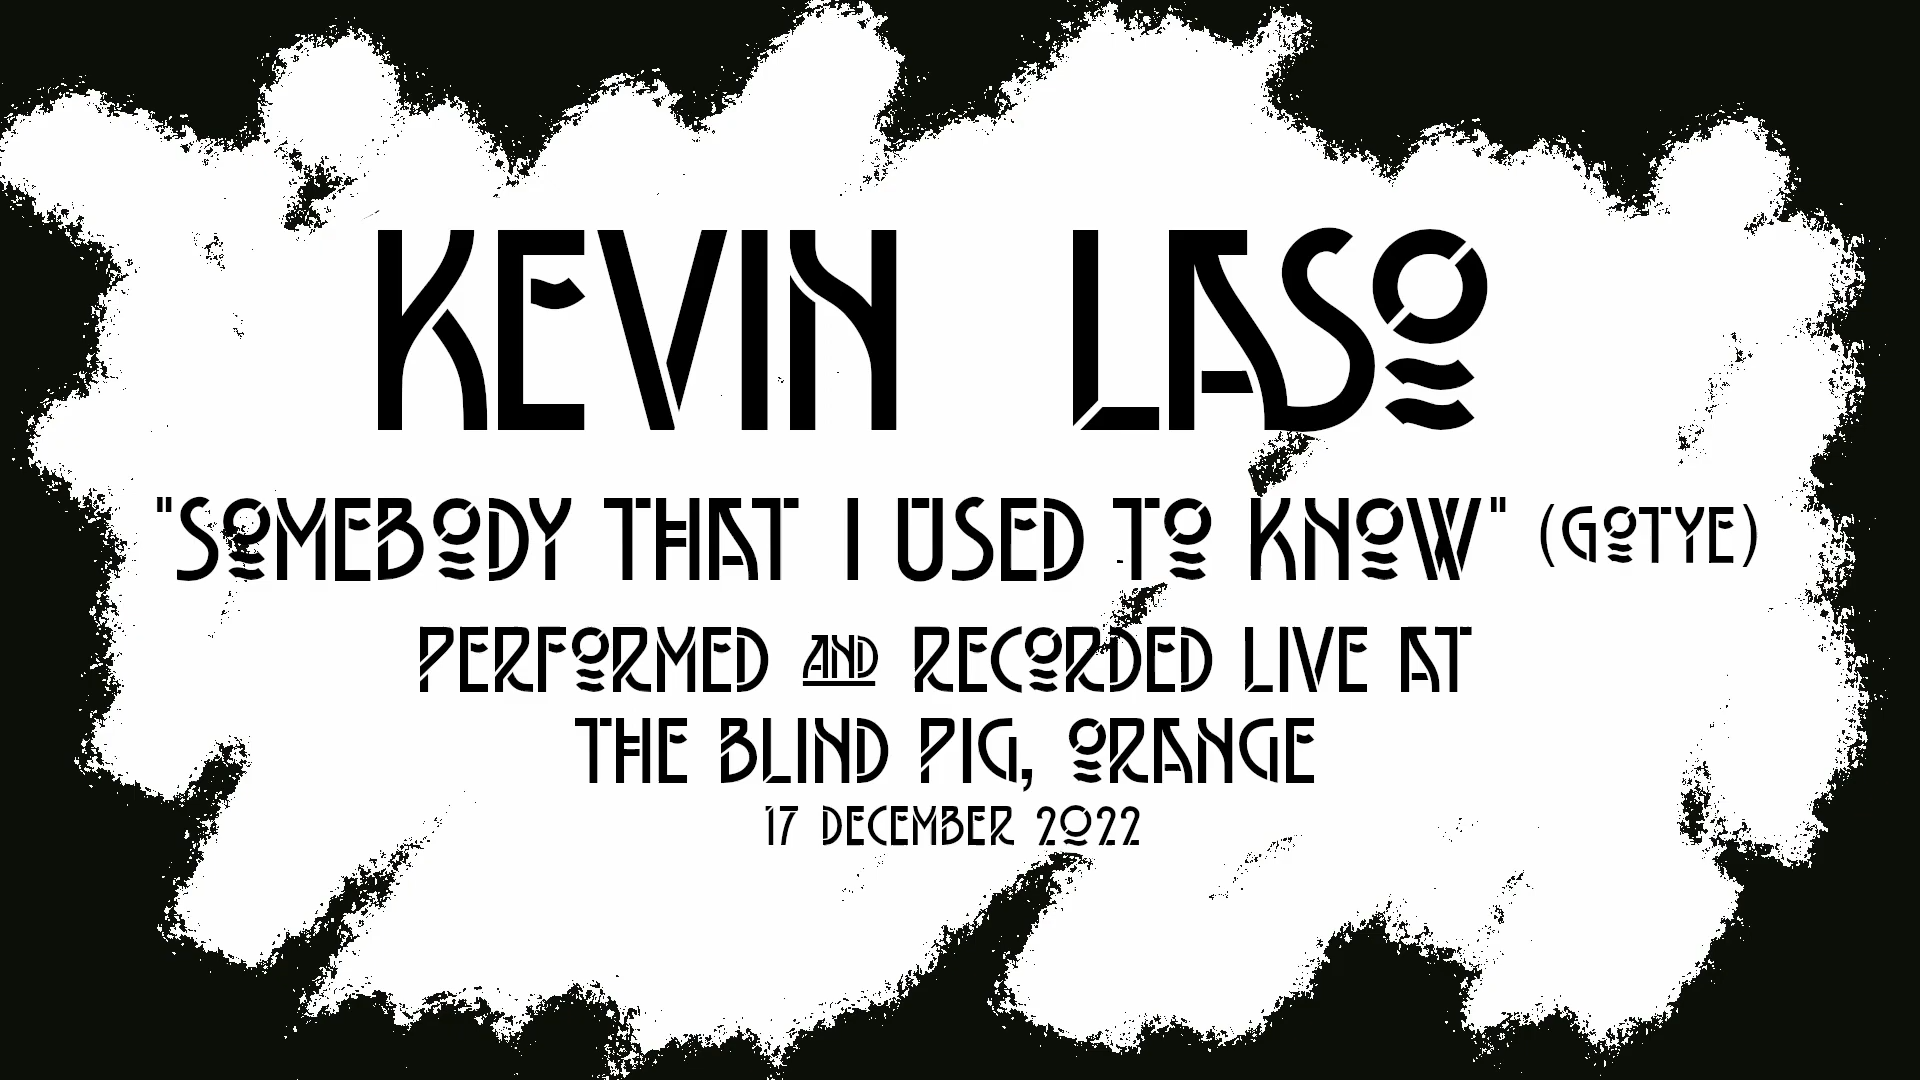 KEVIN LASO
"SOMEBODY THAT I USED TO KNOW" (GOTYE)
PERFORMED AND RECORDED LIVE AT
THE BLIND PIG, ORANGE
17 DECEMBER 2022